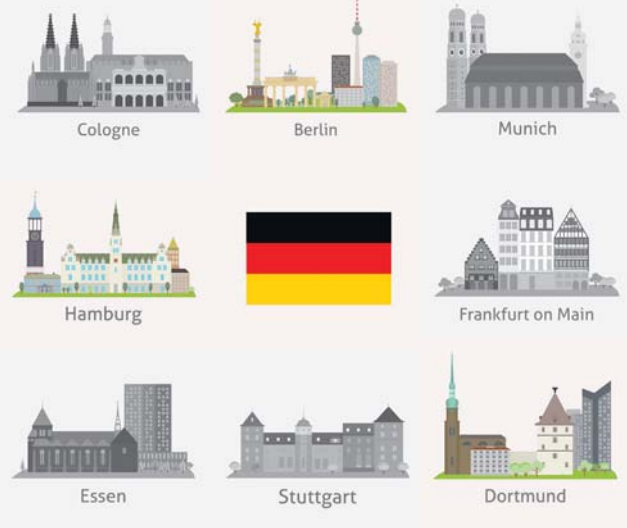 Cologne
Berlin
Munich
Hamburg
Frankfurt on Main
Essen
Stuttgart
Dortmund